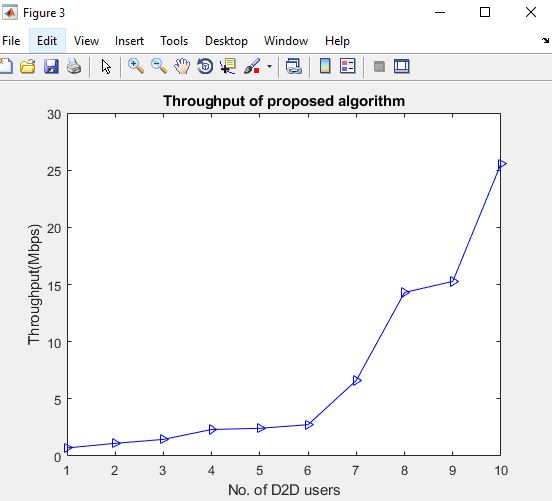 Figure 3
File Edit View Insert Tools Desktop Window Help
Throughput of proposed algorithm
Throughput(Mbps)
30
25
20
15
10
5
0
1 2 3 4 5 6 7 8 9 10
No. of D2D users